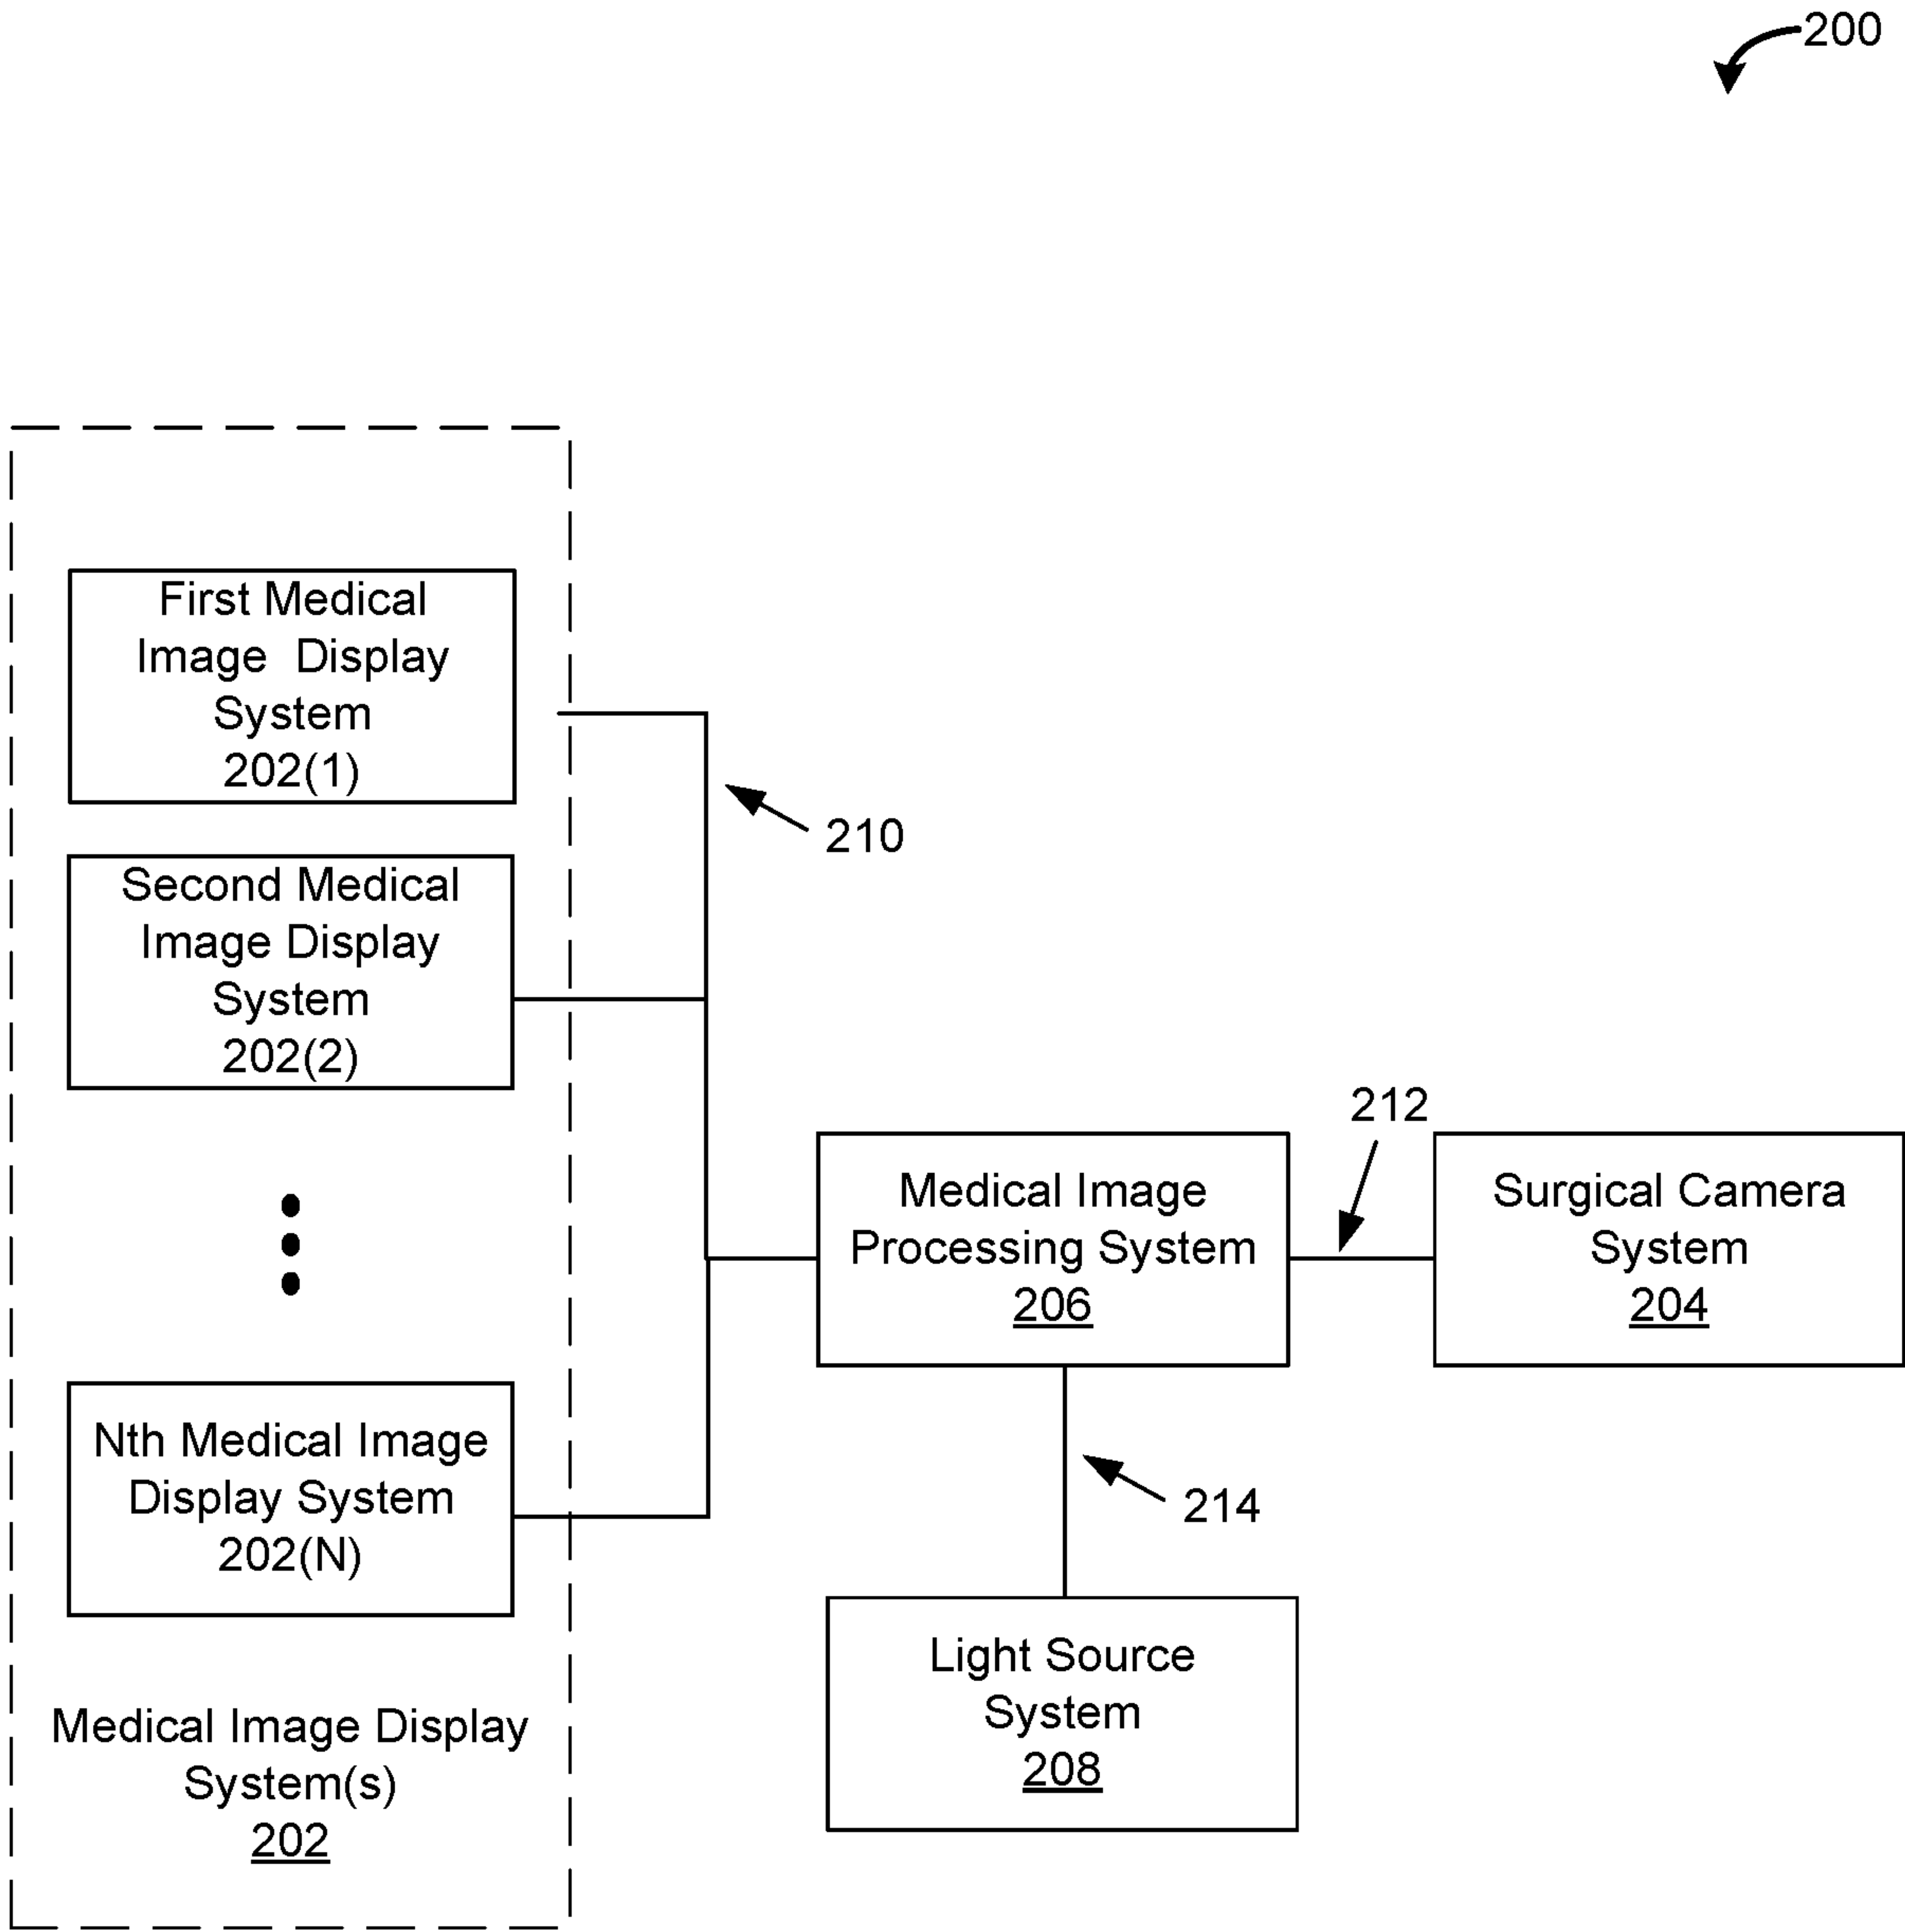 200
First Medical
Image Display
System
202(1)
210
Second Medical
Image Display
System
202(2)
212
Medical Image
Processing System
206
Surgical Camera
System
204
Nth Medical Image
Display System
202(N)
214
Light Source
System
208
Medical Image Display
System(s)
202